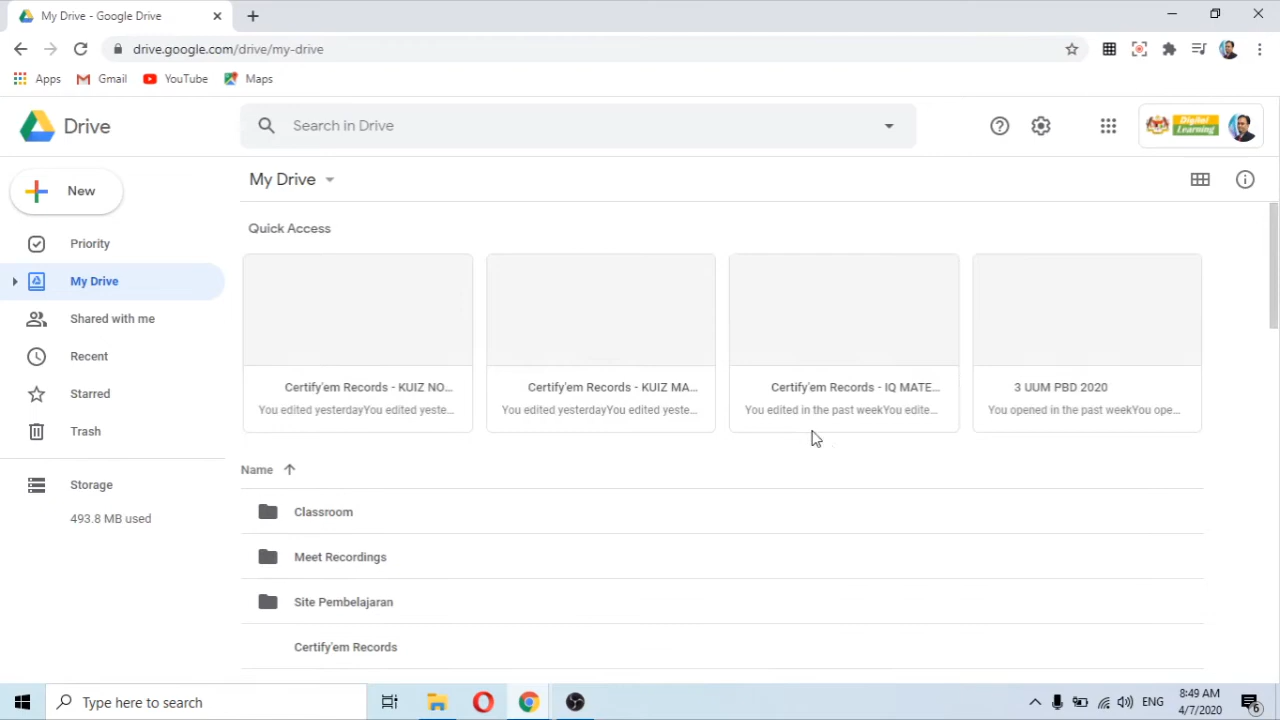 My Drive - Google Drive
drive.google.com/drive/my-drive
Apps Gmail YouTube Maps
Drive
Search in Drive
Digital
Learning
New
My Drive
Priority
My Drive
Shared with me
Recent
Starred
Trash
Storage
493.8 MB used
Quick Access
Certify'em Records - KUIZ NO...
You edited yesterdayYou edited yeste...
Certify'em Records - KUIZ MA...
You edited yesterdayYou edited yeste...
Certify'em Records - IQ MATE...
You edited in the past weekYou edite...
3 UUM PBD 2020
You opened in the past weekYou ope...
Name
Classroom
Meet Recordings
Site Pembelajaran
Certify'em Records
Type here to search
ENG
8:49 AM
4/7/2020
6